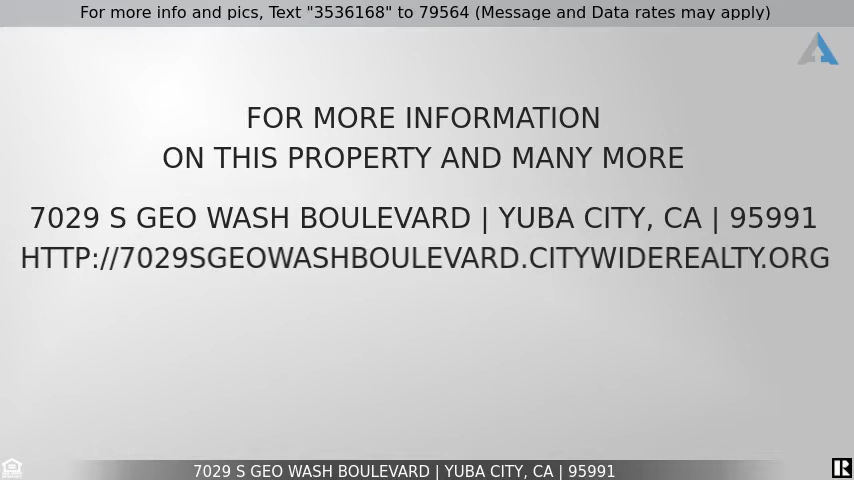 For more info and pics, Text "3536168" to 79564 (Message and Data rates may apply)
FOR MORE INFORMATION
ON THIS PROPERTY AND MANY MORE
7029 S GEO WASH BOULEVARD | YUBA CITY, CA | 95991
HTTP://7029SGEOWASHBOULEVARD.CITYWIDEREALTY.ORG
7029 S GEO WASH BOULEVARD | YUBA CITY, CA | 95991